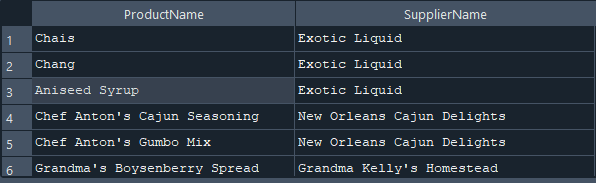 ProductName SupplierName
1 Chais Exotic Liquid
2 Chang Exotic Liquid
3 Aniseed Syrup Exotic Liquid
4 Chef Anton's Cajun Seasoning New Orleans Cajun Delights
5 Chef Anton's Gumbo Mix New Orleans Cajun Delights
6 Grandma's Boysenberry Spread Grandma Kelly's Homestead